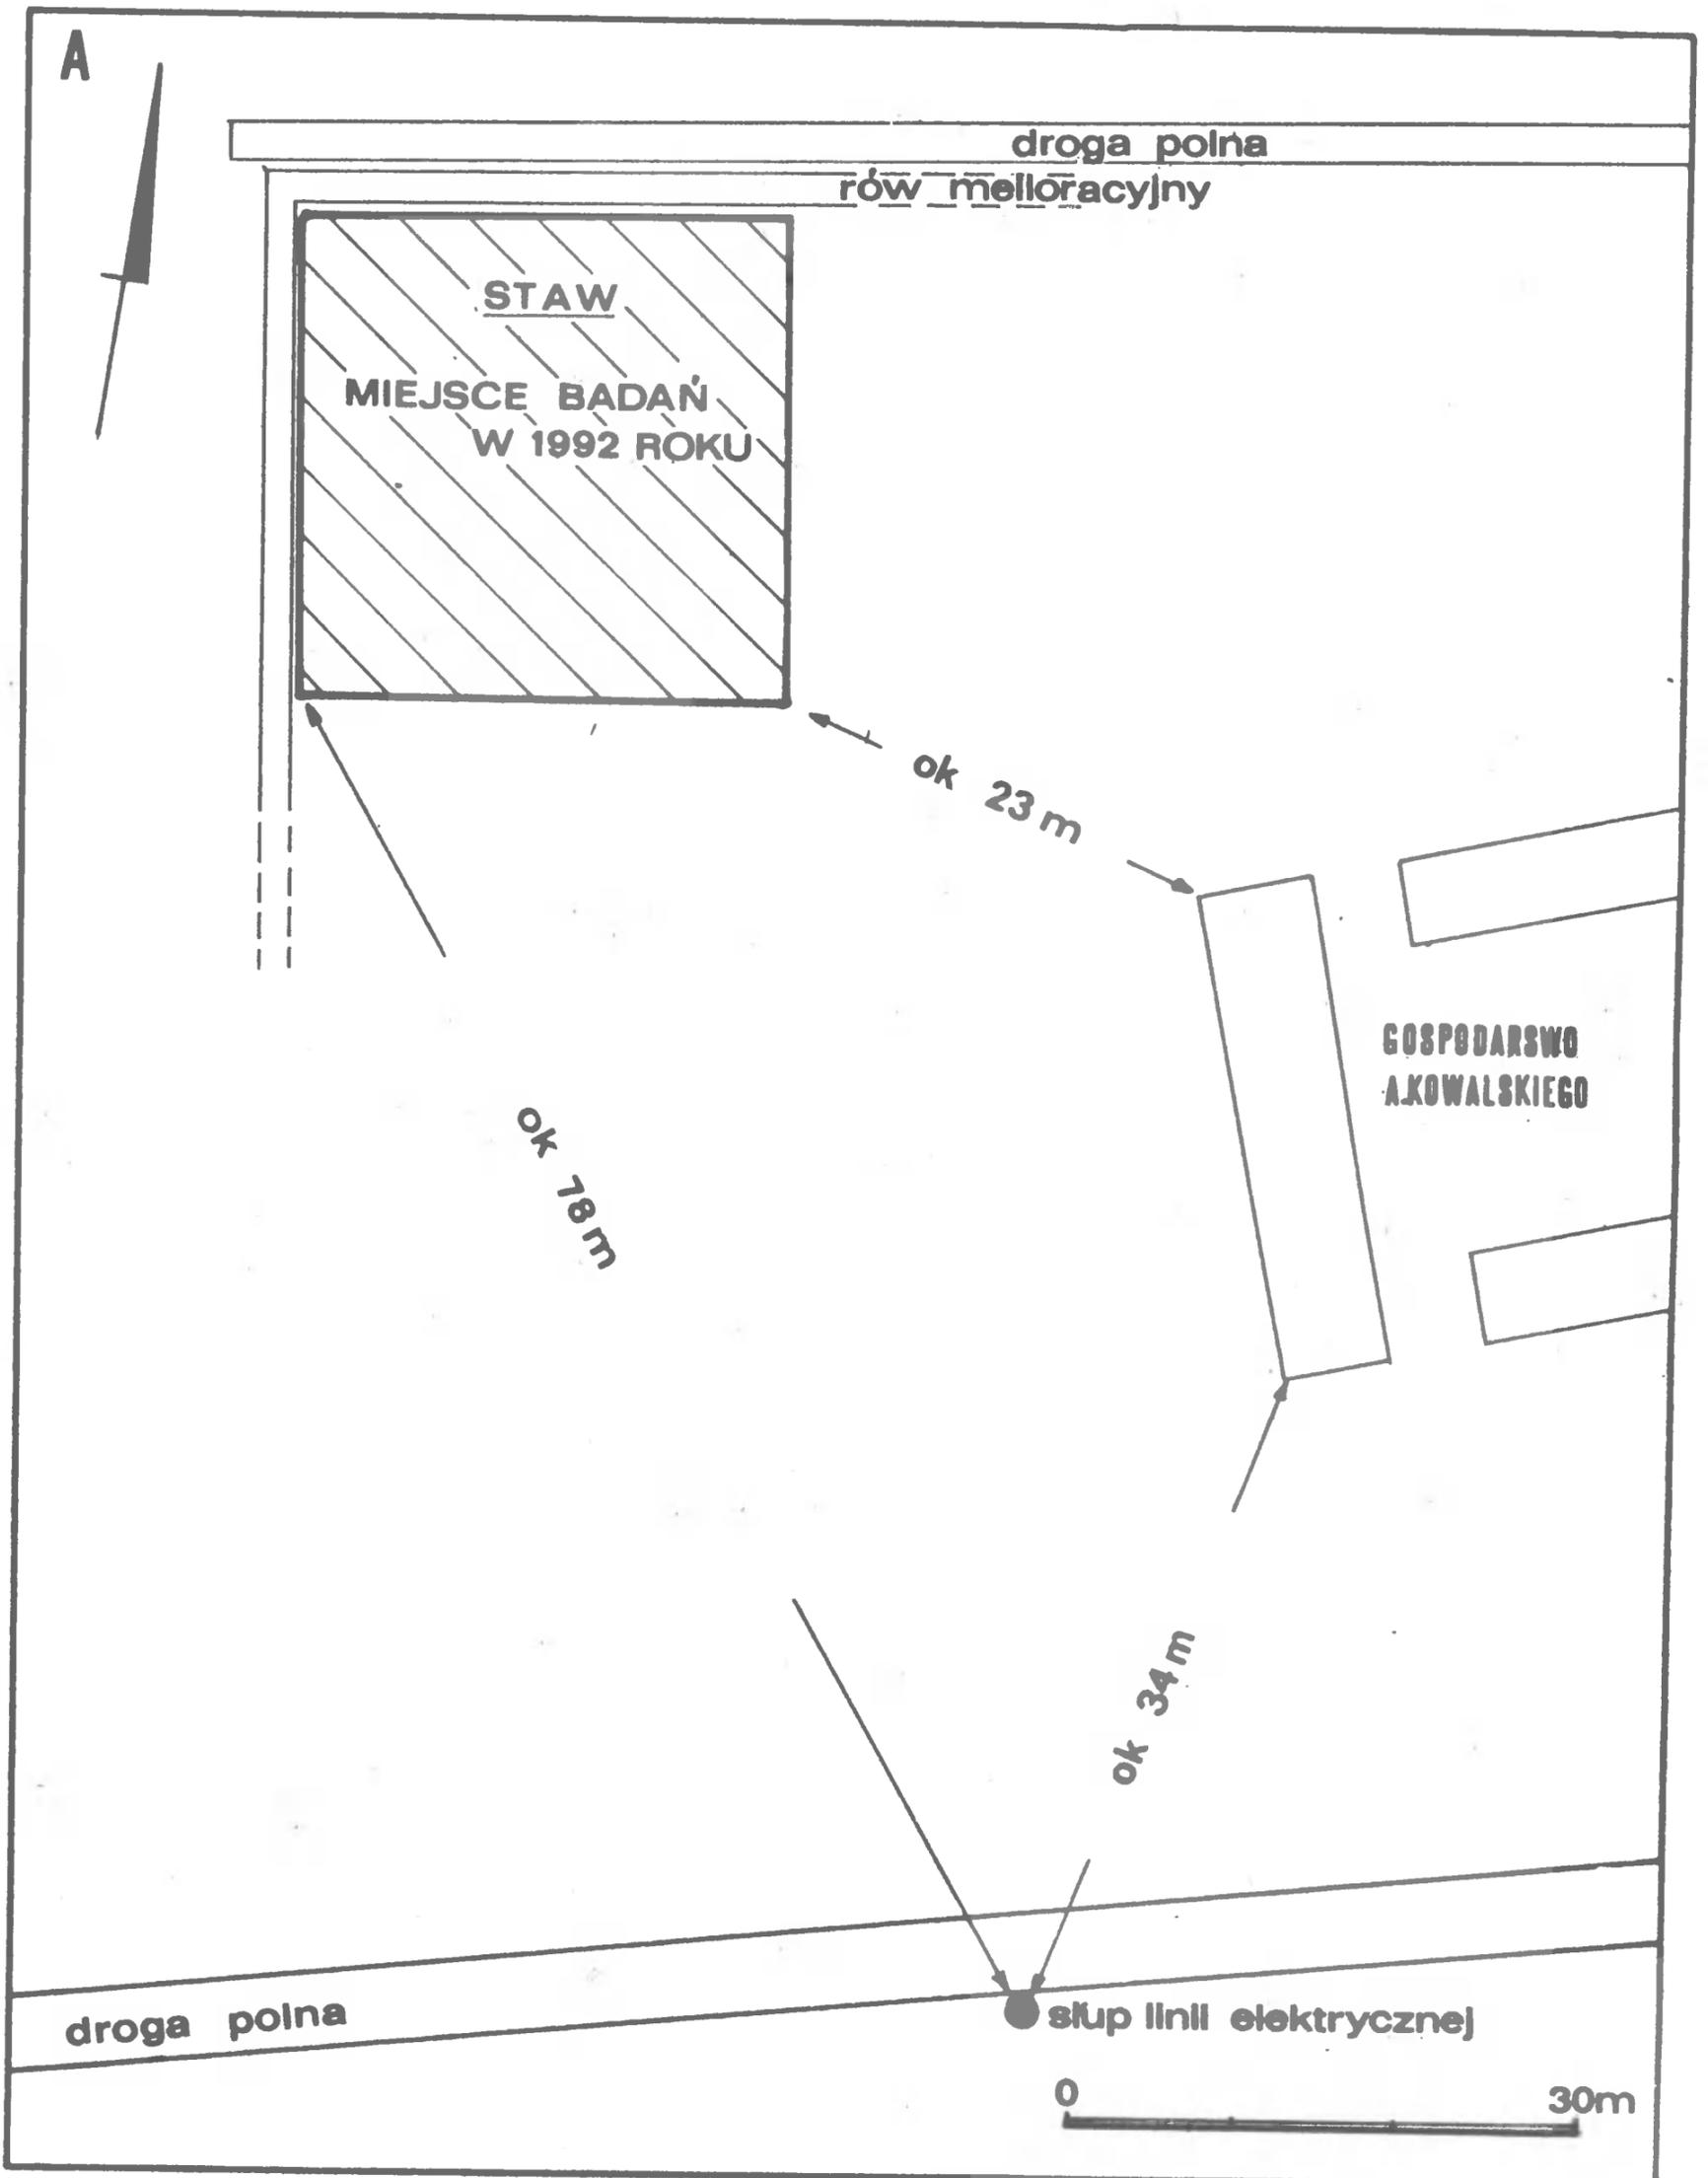 A
droga polna
rów melioracyjny
STAW
MIEJSCE BADAŃ
W 1992 ROKU
ok 23 m
GOSPODARSWO
A.KOWALSKIEGO
ok 78 m
ok 34 m
droga polna
słup linii elektrycznej
0 30m